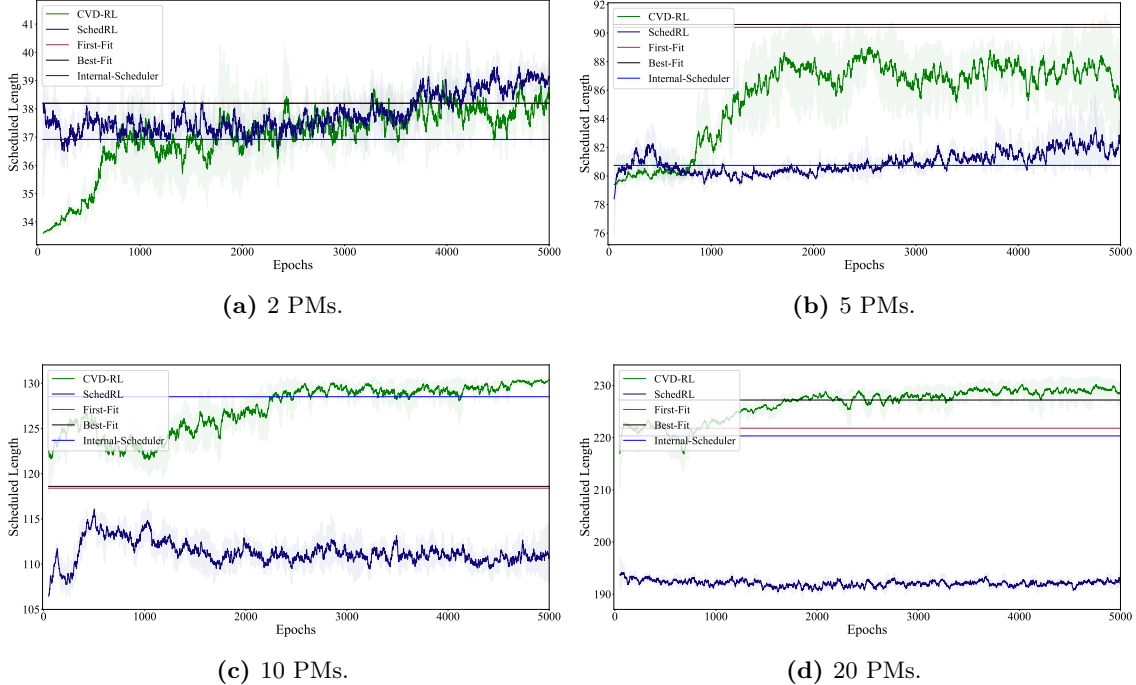 41
40
39
38
37
36
35
34
Scheduled Length
CVD-RL
SchedRL
First-Fit
Best-Fit
Internal-Scheduler
0 1000 2000 3000 4000 5000
Epochs
(a) 2 PMs.
92
90
88
86
84
82
80
78
76
Scheduled Length
CVD-RL
SchedRL
First-Fit
Best-Fit
Internal-Scheduler
0 1000 2000 3000 4000 5000
Epochs
(b) 5 PMs.
130
125
120
115
110
105
Scheduled Length
CVD-RL
SchedRL
First-Fit
Best-Fit
Internal-Scheduler
0 1000 2000 3000 4000 5000
Epochs
(c) 10 PMs.
230
220
210
200
190
Scheduled Length
CVD-RL
SchedRL
First-Fit
Best-Fit
Internal-Scheduler
0 1000 2000 3000 4000 5000
Epochs
(d) 20 PMs.